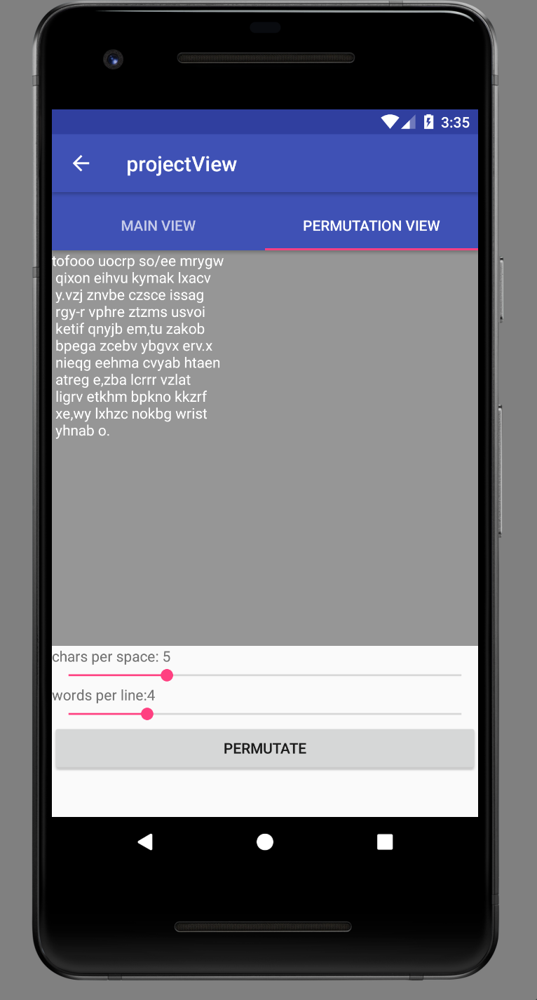 3:35
projectView
MAIN VIEW PERMUTATION VIEW
tofooo uocrp so/ee mrygw
qixon eihvu kymak lxacv
y.vzj znvbe czsce issag
rgy-r vphre ztzms usvoi
ketif qnyjb em,tu zakob
bpega zcebv ybgvx erv.x
nieqg eehma cvyab htaen
atreg e,zba lcrrr vzlat
ligrv etkhm bpkno kkzrf
xe,wy lxhzc nokbg wrist
yhnab o.
chars per space: 5
words per line:4
PERMUTATE